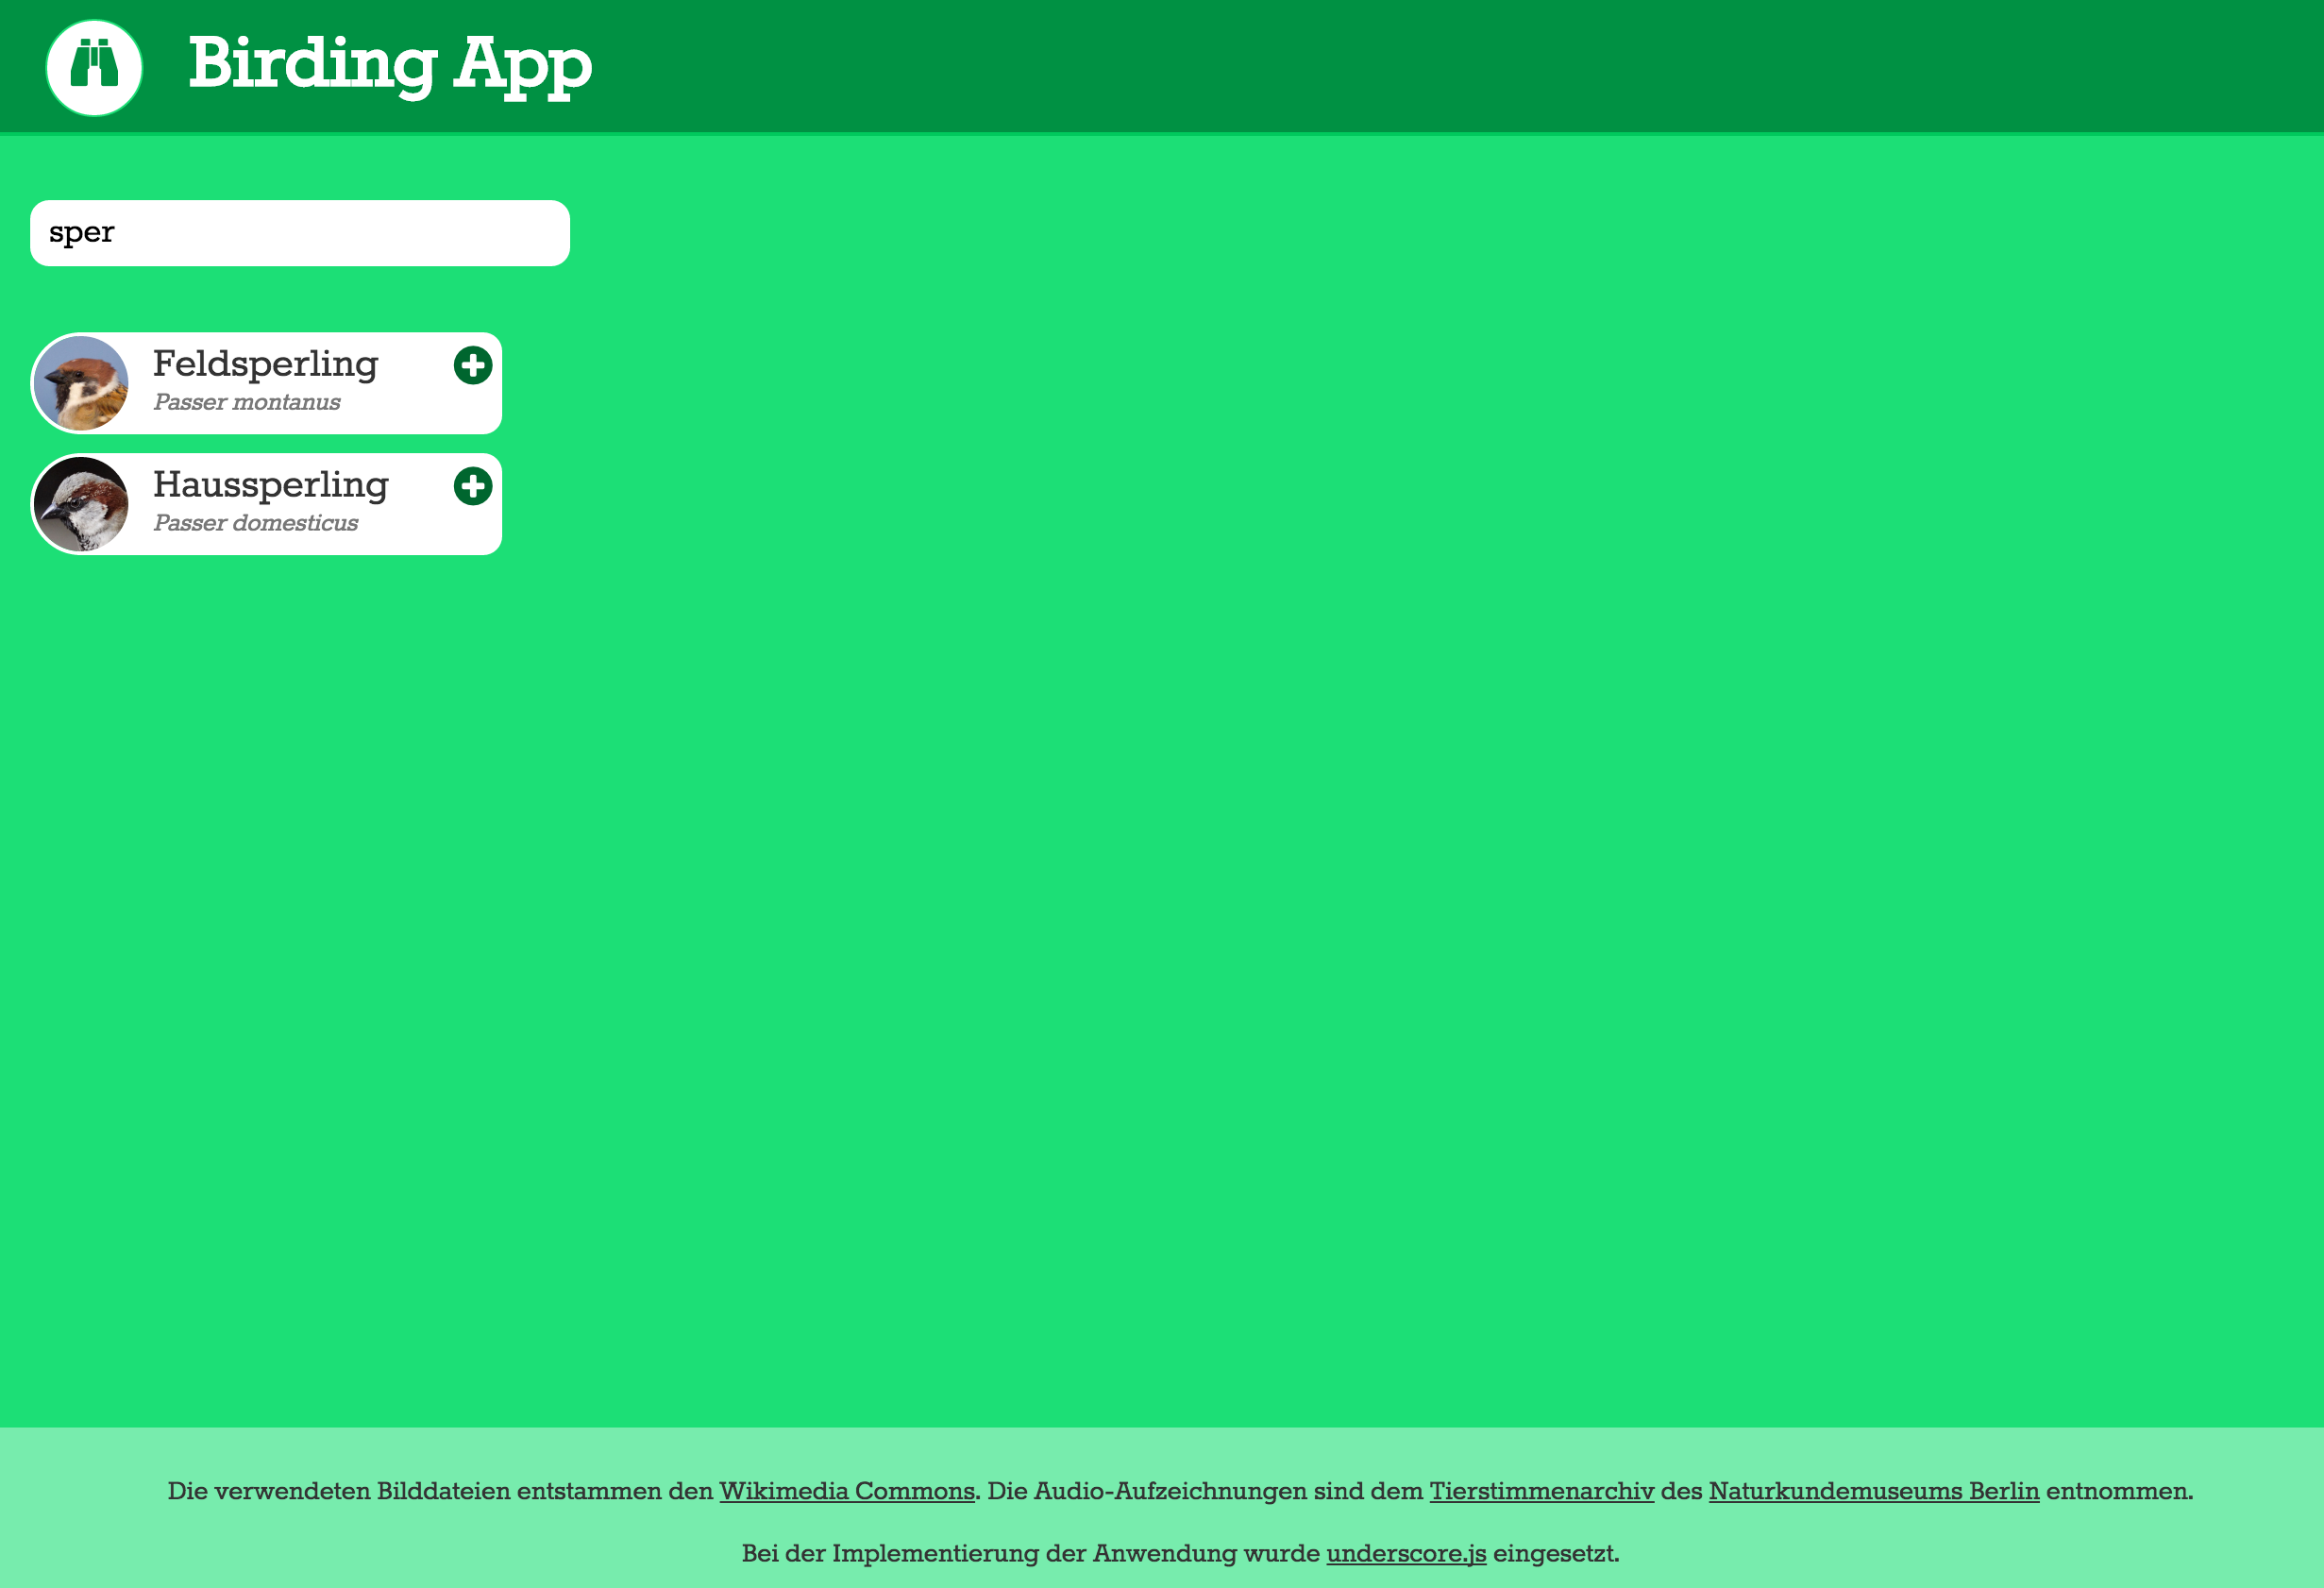 Birding App
sper
Feldsperling
Passer montanus
Haussperling
Passer domesticus
Die verwendeten Bilddateien entstammen den Wikimedia Commons. Die Audio-Aufzeichnungen sind dem Tierstimmenarchiv des Naturkundemuseums Berlin entnommen.
Bei der Implementierung der Anwendung wurde underscore.js eingesetzt.